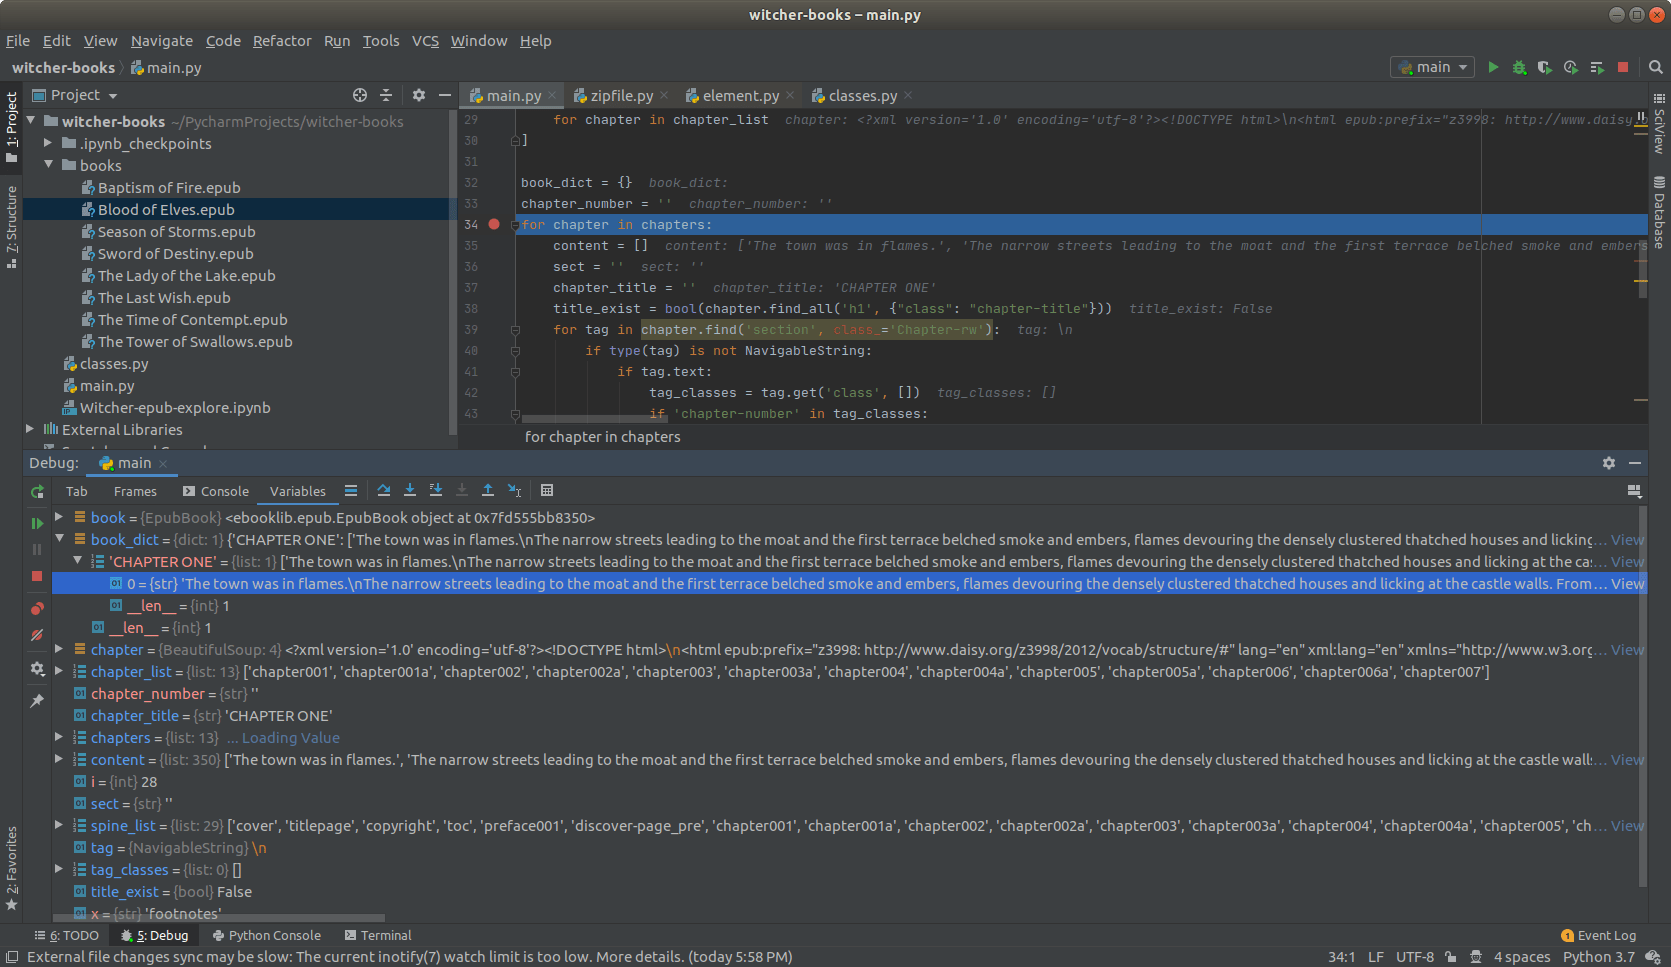 witcher-books – main.py
File Edit View Navigate Code Refactor Run Tools VCS Window Help
witcher-books main.py
main
1: Project
7: Structure
2: Favorites
Project
witcher-books ~/PycharmProjects/witcher-books
.ipynb_checkpoints
books
Baptism of Fire.epub
Blood of Elves.epub
Season of Storms.epub
Sword of Destiny.epub
The Lady of the Lake.epub
The Last Wish.epub
The Time of Contempt.epub
The Tower of Swallows.epub
classes.py
main.py
Witcher-epub-explore.ipynb
External Libraries
main.py zipfile.py element.py classes.py
29 for chapter in chapter_list chapter: <?xml version='1.0' encoding='utf-8'?><!DOCTYPE html>\n<html epub:prefix="z3998: http://www.daisy.o
30 ]
31
32 book_dict = {} book_dict:
33 chapter_number = '' chapter_number: ''
34 for chapter in chapters:
35 content = [] content: ['The town was in flames.', 'The narrow streets leading to the moat and the first terrace belched smoke and embers
36 sect = '' sect: ''
37 chapter_title = '' chapter_title: 'CHAPTER ONE'
38 title_exist = bool(chapter.find_all('h1', {"class": "chapter-title"})) title_exist: False
39 for tag in chapter.find('section', class_='Chapter-rw'): tag: \n
40 if type(tag) is not NavigableString:
41 if tag.text:
42 tag_classes = tag.get('class', []) tag_classes: []
43 if 'chapter-number' in tag_classes:
for chapter in chapters
SciView
Database
Debug: main
Tab Frames Console Variables
book = {EpubBook} <ebooklib.epub.EpubBook object at 0x7fd555bb8350>
book_dict = {dict: 1} {'CHAPTER ONE': ['The town was in flames.\nThe narrow streets leading to the moat and the first terrace belched smoke and embers, flames devouring the densely clustered thatched houses and licking... View
'CHAPTER ONE' = {list: 1} ['The town was in flames.\nThe narrow streets leading to the moat and the first terrace belched smoke and embers, flames devouring the densely clustered thatched houses and licking at the cas... View
0 = {str} 'The town was in flames.\nThe narrow streets leading to the moat and the first terrace belched smoke and embers, flames devouring the densely clustered thatched houses and licking at the castle walls. From... View
__len__ = {int} 1
__len__ = {int} 1
chapter = {BeautifulSoup: 4} <?xml version='1.0' encoding='utf-8'?><!DOCTYPE html>\n<html epub:prefix="z3998: http://www.daisy.org/z3998/2012/vocab/structure/#" lang="en" xml:lang="en" xmlns="http://www.w3.org... View
chapter_list = {list: 13} ['chapter001', 'chapter001a', 'chapter002', 'chapter002a', 'chapter003', 'chapter003a', 'chapter004', 'chapter004a', 'chapter005', 'chapter005a', 'chapter006', 'chapter006a', 'chapter007']
chapter_number = {str} ''
chapter_title = {str} 'CHAPTER ONE'
chapters = {list: 13} ... Loading Value
content = {list: 350} ['The town was in flames.', 'The narrow streets leading to the moat and the first terrace belched smoke and embers, flames devouring the densely clustered thatched houses and licking at the castle walls... View
i = {int} 28
sect = {str} ''
spine_list = {list: 29} ['cover', 'titlepage', 'copyright', 'toc', 'preface001', 'discover-page_pre', 'chapter001', 'chapter001a', 'chapter002', 'chapter002a', 'chapter003', 'chapter003a', 'chapter004', 'chapter004a', 'chapter005', 'ch... View
tag = {NavigableString} \n
tag_classes = {list: 0} []
title_exist = {bool} False
x = {str} 'footnotes'
6: TODO 5: Debug Python Console Terminal 1 Event Log
External file changes sync may be slow: The current inotify(7) watch limit is too low. More details. (today 5:58 PM) 34:1 LF UTF-8 4 spaces Python 3.7